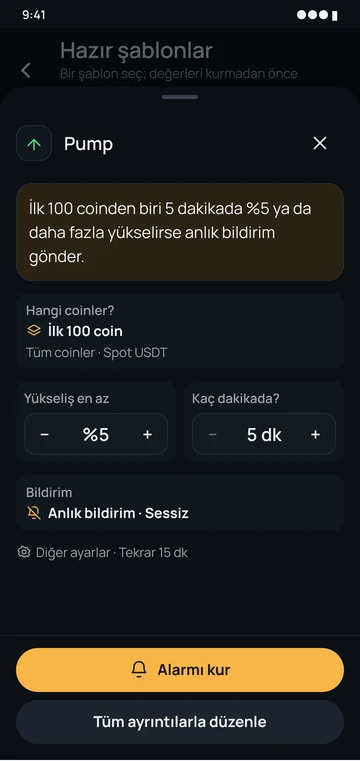 9:41
Hazır şablonlar
Bir şablon seç; değerleri kurmadan önce
Pump
İlk 100 coinden biri 5 dakikada %5 ya da
daha fazla yükselirse anlık bildirim
gönder.
Hangi coinler?
İlk 100 coin
Tüm coinler · Spot USDT
Yükseliş en az
Kaç dakikada?
− %5 +
− 5 dk +
Bildirim
Anlık bildirim · Sessiz
Diğer ayarlar · Tekrar 15 dk
Alarmı kur
Tüm ayrıntılarla düzenle